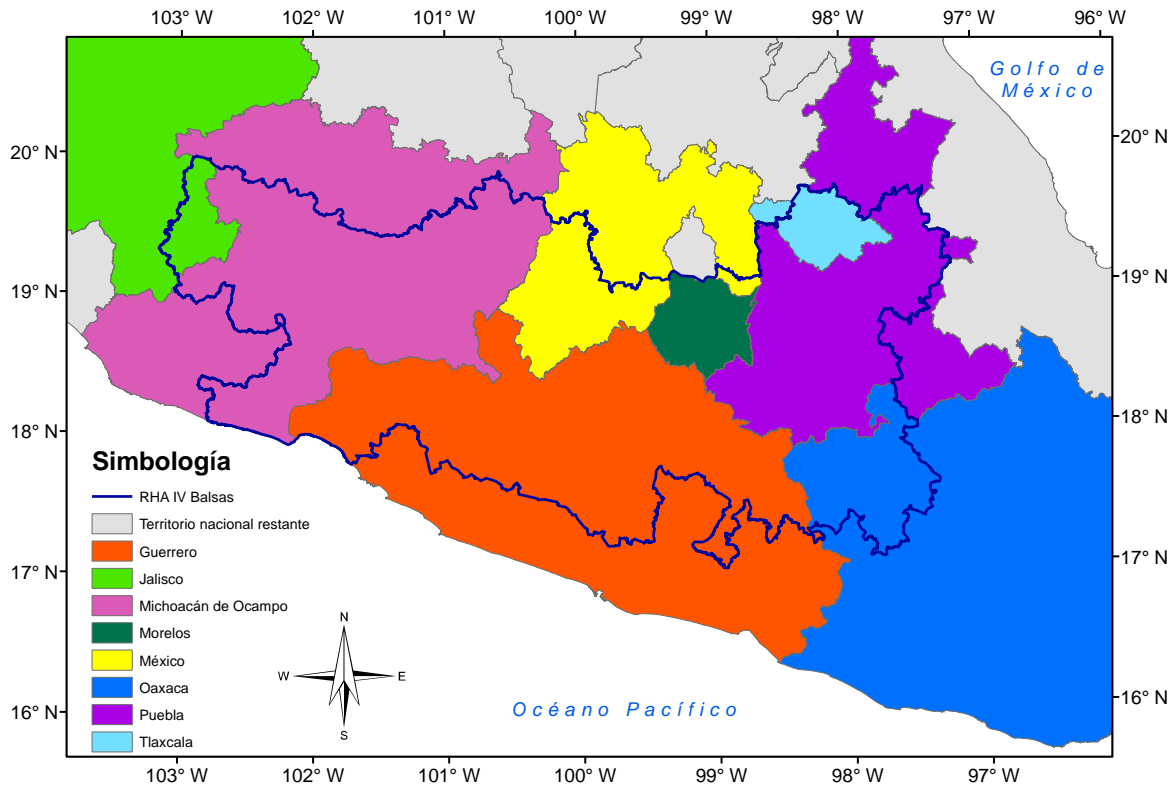 103° W 102° W 101° W 100° W 99° W 98° W 97° W 96° W
Golfo de
México
20° N
20° N
19° N
19° N
18° N
18° N
17° N
17° N
16° N
16° N
Simbología
RHA IV Balsas
Territorio nacional restante
Guerrero
Jalisco
Michoacán de Ocampo
Morelos
México
Oaxaca
Puebla
Tlaxcala
N
W E
S
Océano Pacífico
103° W 102° W 101° W 100° W 99° W 98° W 97° W